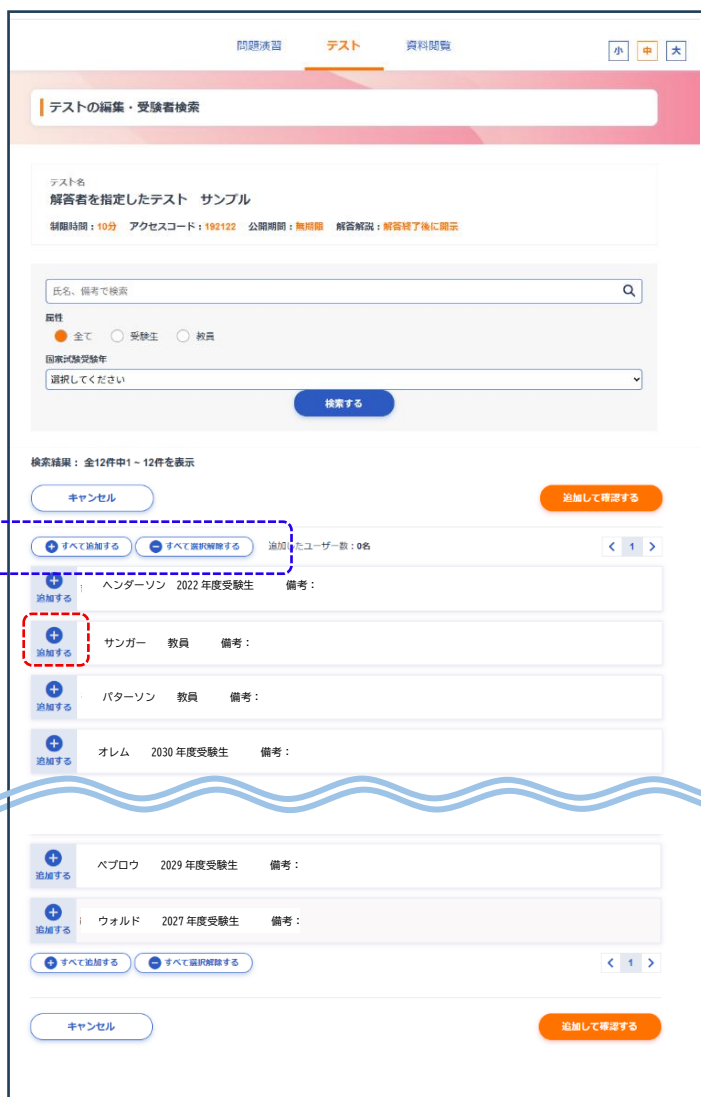 問題演習 テスト 資料閲覧 小 中 大
テストの編集・受験者検索
テスト名
解答者を指定したテスト サンプル
制限時間：10分 アクセスコード：192122 公開期間：無期限 解答解説：解答終了後に開示
氏名、備考で検索
属性
全て 受験生 教員
国家試験受験年
選択してください
検索する
検索結果： 全12件中1 ~ 12件を表示
キャンセル 追加して確認する
すべて追加する すべて選択解除する 追加したユーザー数：0名 1
追加する ヘンダーソン 2022 年度受験生 備考：
追加する サンガー 教員 備考：
追加する パターソン 教員 備考：
追加する オレム 2030 年度受験生 備考：
追加する ペプロウ 2029 年度受験生 備考：
追加する ウォルド 2027 年度受験生 備考：
すべて追加する すべて選択解除する 1
キャンセル 追加して確認する